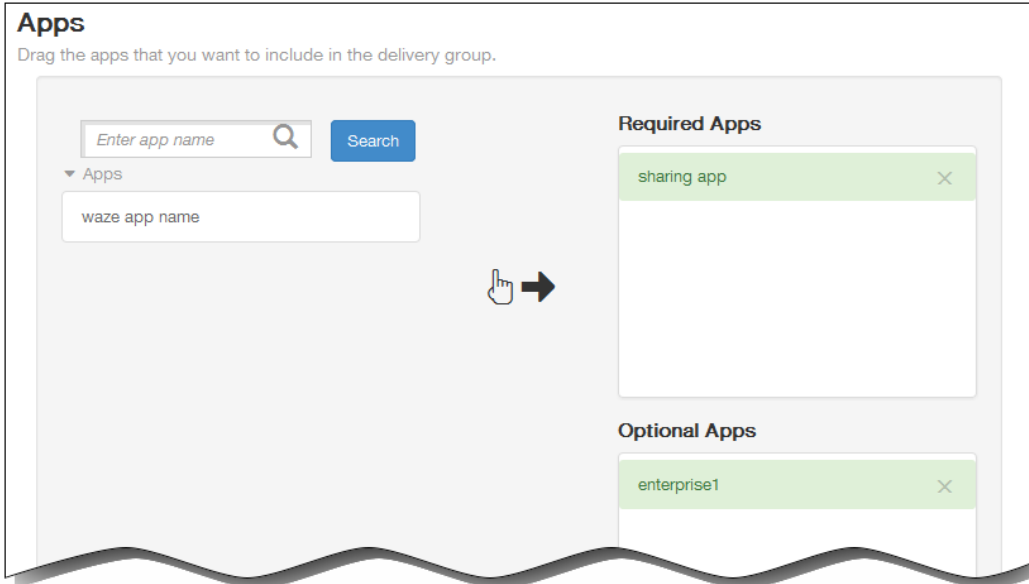 Apps
Drag the apps that you want to include in the delivery group.
Enter app name
Search
Apps
waze app name
Required Apps
sharing app
Optional Apps
enterprise1